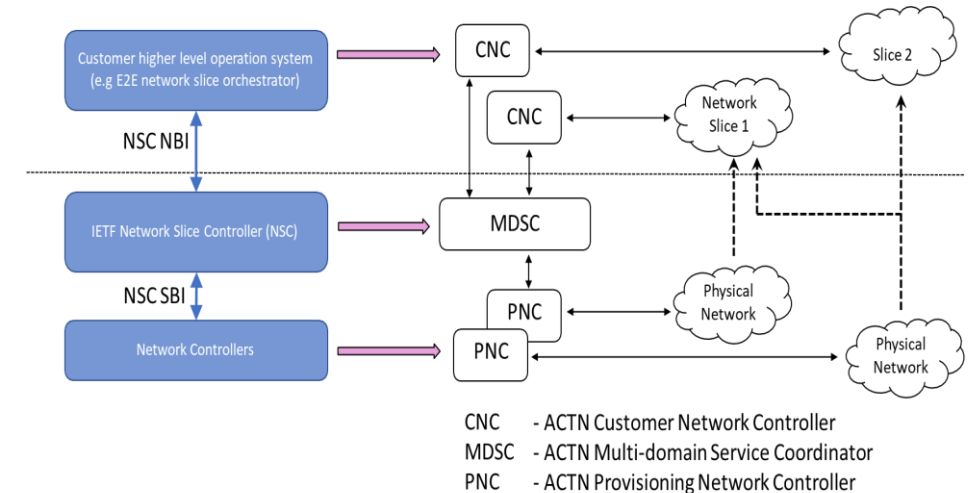 Customer higher level operation system
(e.g E2E network slice orchestrator)
CNC
Slice 2
CNC
Network
Slice 1
NSC NBI
IETF Network Slice Controller (NSC)
MDSC
NSC SBI
Physical
Network
PNC
Network Controllers
PNC
Physical
Network
CNC - ACTN Customer Network Controller
MDSC - ACTN Multi-domain Service Coordinator
PNC - ACTN Provisioning Network Controller